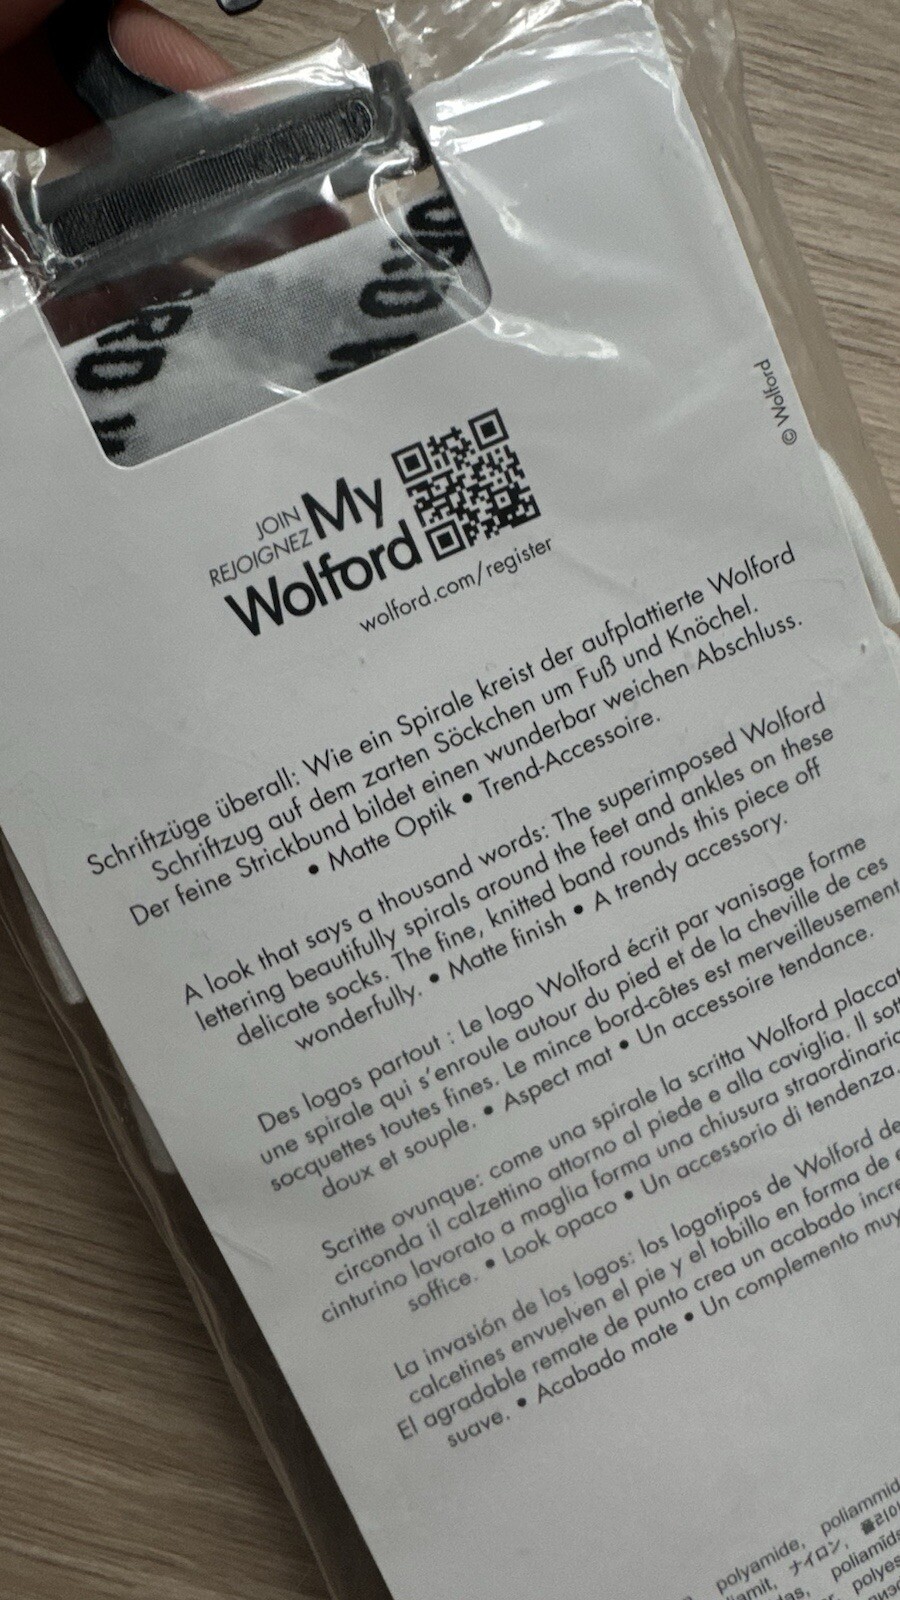 © Wolford
JOIN
REJOIGNEZ
My
Wolford
wolford.com/register
Schriftzüge überall: Wie ein Spirale kreist der aufplattierte Wolford
Schriftzug auf dem zarten Söckchen um Fuß und Knöchel.
Der feine Strickbund bildet einen wunderbar weichen Abschluss.
• Matte Optik • Trend-Accessoire.
A look that says a thousand words: The superimposed Wolford
lettering beautifully spirals around the feet and ankles on these
delicate socks. The fine, knitted band rounds this piece off
wonderfully. • Matte finish • A trendy accessory.
Des logos partout : Le logo Wolford écrit par vanisage forme
une spirale qui s'enroule autour du pied et de la cheville de ces
socquettes toutes fines. Le mince bord-côtes est merveilleusement
doux et souple. • Aspect mat • Un accessoire tendance.
Scritte ovunque: come una spirale la scritta Wolford placcat
circonda il calzettino attorno al piede e alla caviglia. Il sott
cinturino lavorato a maglia forma una chiusura straordinaric
soffice. • Look opaco • Un accessorio di tendenza.
La invasión de los logos: los logotipos de Wolford de
calcetines envuelven el pie y el tobillo en forma de e
El agradable remate de punto crea un acabado incre
suave. • Acabado mate • Un complemento muy
polyamide, poliammid
ナイロン,
poliamid
polyes